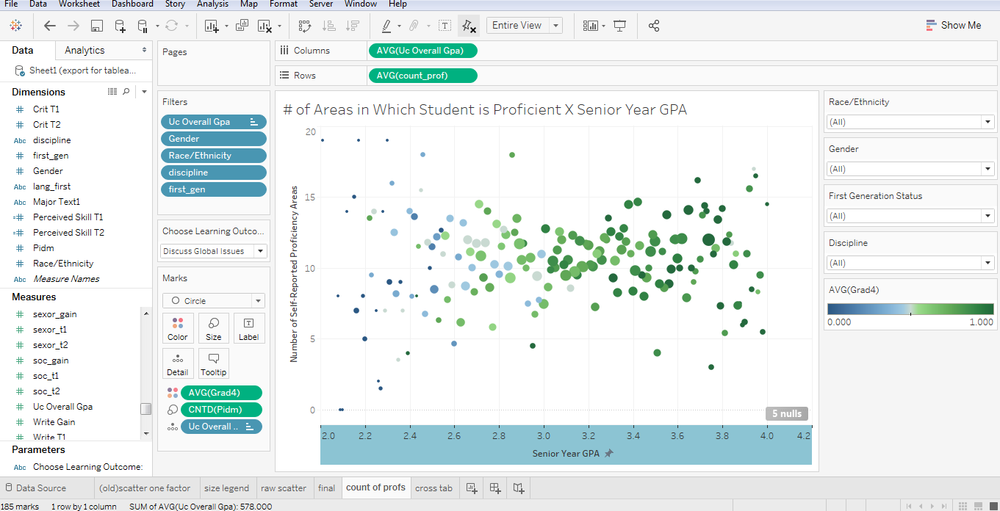 File Data Worksheet Dashboard Story Analysis Map Format Server Window Help
Entire View
Show Me
Data
Analytics
Sheet1 (export for tablea...
Dimensions
Crit T1
Crit T2
Abc discipline
first_gen
Gender
Abc lang_first
Abc Major Text1
Perceived Skill T1
Perceived Skill T2
Pidm
Race/Ethnicity
Abc Measure Names
Measures
sexor_gain
sexor_t1
sexor_t2
soc_gain
soc_t1
soc_t2
Uc Overall Gpa
Write Gain
Write T1
Parameters
Abc Choose Learning Outcome:
Pages
Filters
Uc Overall Gpa
Gender
Race/Ethnicity
discipline
first_gen
Choose Learning Outco...
Discuss Global Issues
Marks
Circle
Color
Size
Label
Detail
Tooltip
AVG(Grad4)
CNTD(Pidm)
Uc Overall ..
Columns
AVG(Uc Overall Gpa)
Rows
AVG(count_prof)
# of Areas in Which Student is Proficient X Senior Year GPA
Number of Self-Reported Proficiency Areas
20
15
10
5
0
5 nulls
2.0 2.2 2.4 2.6 2.8 3.0 3.2 3.4 3.6 3.8 4.0 4.2
Senior Year GPA
Race/Ethnicity
(All)
Gender
(All)
First Generation Status
(All)
Discipline
(All)
AVG(Grad4)
0.000 1.000
Data Source
(old)scatter one factor
size legend
raw scatter
final
count of profs
cross tab
185 marks 1 row by 1 column SUM of AVG(Uc Overall Gpa): 578.000